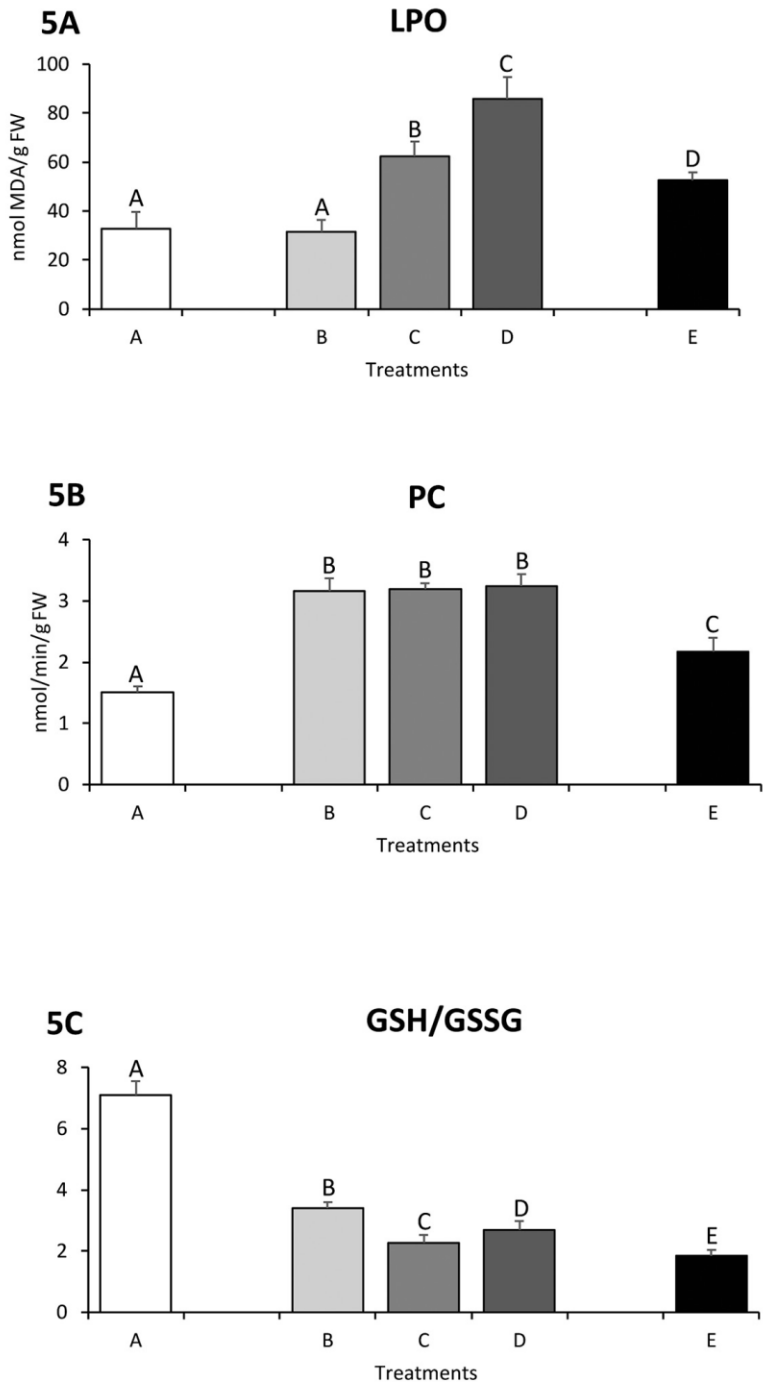 5A LPO
nmol MDA/g FW
100
80
60
40
20
0
A A B C D
A B C D E
Treatments
5B PC
nmol/min/g FW
4
3
2
1
0
A B B B C
A B C D E
Treatments
5C GSH/GSSG
8
6
4
2
0
A B C D E
A B C D E
Treatments